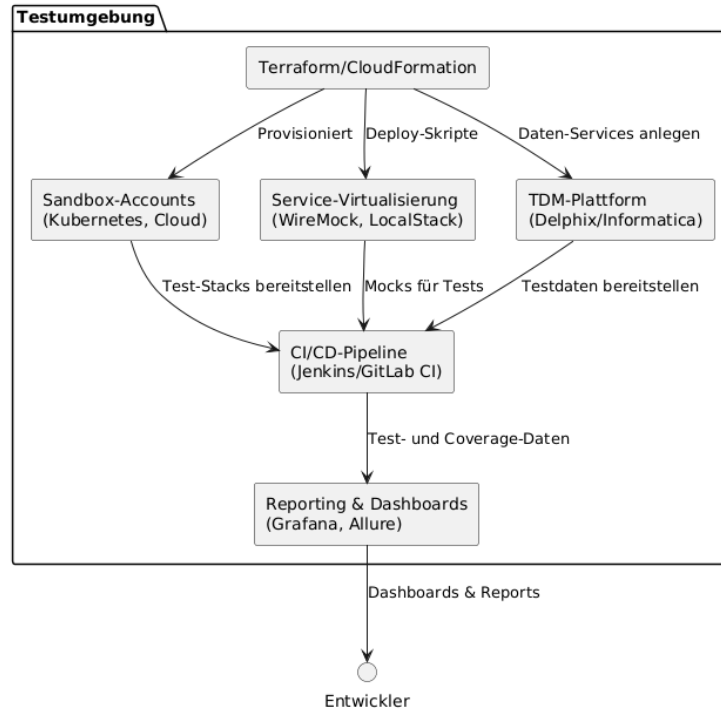 Testumgebung
Terraform/CloudFormation
Provisioniert
Deploy-Skripte
Daten-Services anlegen
Sandbox-Accounts
(Kubernetes, Cloud)
Service-Virtualisierung
(WireMock, LocalStack)
TDM-Plattform
(Delphix/Informatica)
Test-Stacks bereitstellen
Mocks für Tests
Testdaten bereitstellen
CI/CD-Pipeline
(Jenkins/GitLab CI)
Test- und Coverage-Daten
Reporting & Dashboards
(Grafana, Allure)
Dashboards & Reports
Entwickler